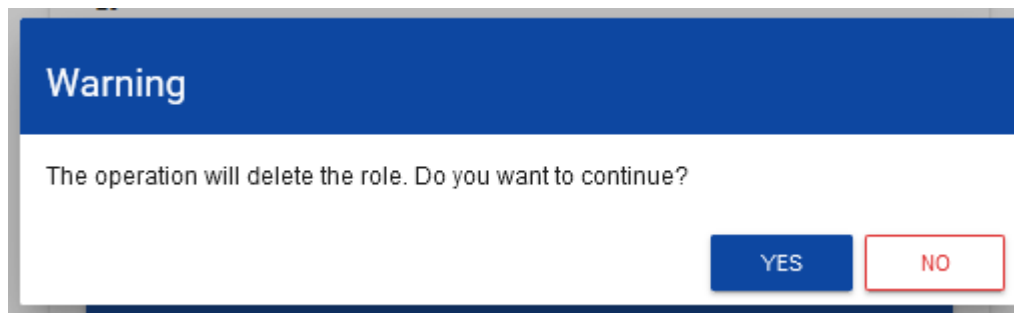 Warning
The operation will delete the role. Do you want to continue?
YES
NO